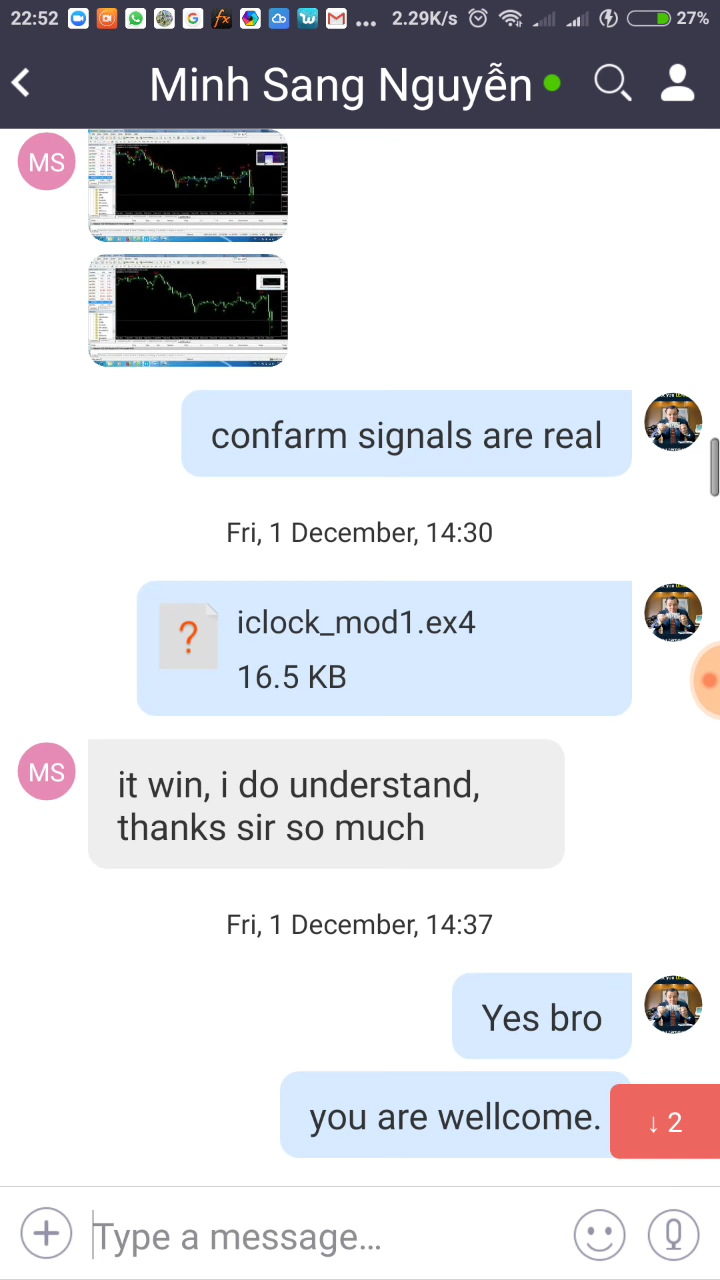 22:52
2.29K/s
27%
Minh Sang Nguyễn
MS
confarm signals are real
Fri, 1 December, 14:30
?
iclock_mod1.ex4
16.5 KB
MS
it win, i do understand,
thanks sir so much
Fri, 1 December, 14:37
Yes bro
you are wellcome.
↓ 2
Type a message...